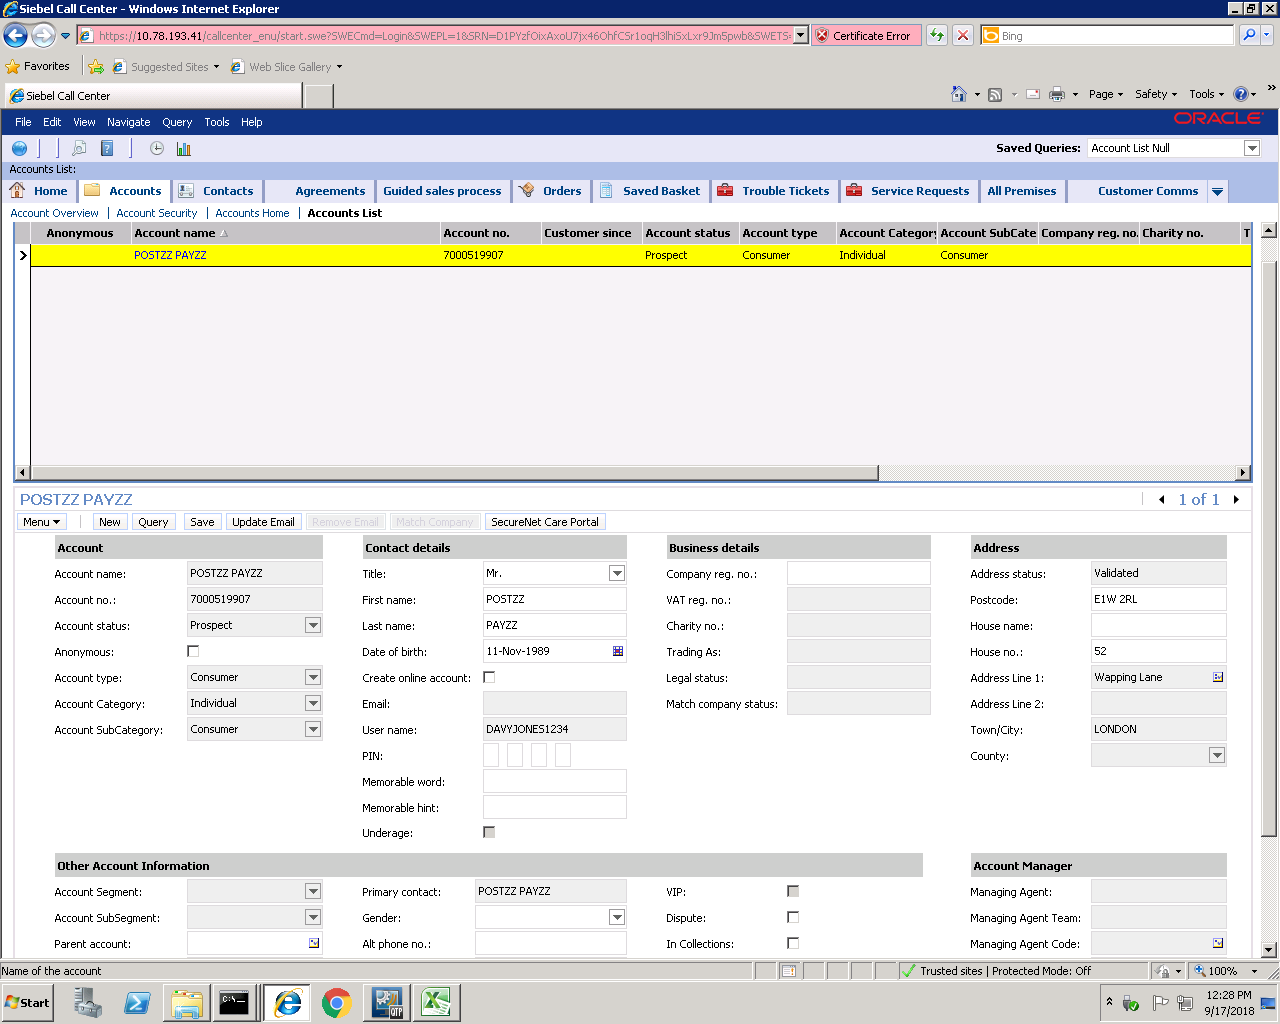 Siebel Call Center - Windows Internet Explorer
https://10.78.193.41/callcenter_enu/start.swe?SWECmd=Login&SWEPL=1&SRN=
Certificate Error
Bing
Favorites
Suggested Sites
Web Slice Gallery
Siebel Call Center
Page
Safety
Tools
File Edit View Navigate Query Tools Help
ORACLE
Saved Queries:
Account List Null
Accounts List:
Home
Accounts
Contacts
Agreements
Guided sales process
Orders
Saved Basket
Trouble Tickets
Service Requests
All Premises
Customer Comms
Account Overview | Account Security | Accounts Home | Accounts List
Anonymous Account name Account no. Customer since Account status Account type Account Category Account SubCate Company reg. no. Charity no. T
POSTZZ PAYZZ 7000519907 Prospect Consumer Individual Consumer
POSTZZ PAYZZ
1 of 1
Menu
New
Query
Save
Update Email
Remove Email
Match Company
SecureNet Care Portal
Account
Account name: POSTZZ PAYZZ
Account no.: 7000519907
Account status: Prospect
Anonymous:
Account type: Consumer
Account Category: Individual
Account SubCategory: Consumer
Contact details
Title: Mr.
First name: POSTZZ
Last name: PAYZZ
Date of birth: 11-Nov-1989
Create online account:
Email:
User name: DAVYJONES1234
PIN:
Memorable word:
Memorable hint:
Underage:
Business details
Company reg. no.:
VAT reg. no.:
Charity no.:
Trading As:
Legal status:
Match company status:
Address
Address status: Validated
Postcode: E1W 2RL
House name:
House no.: 52
Address Line 1: Wapping Lane
Address Line 2:
Town/City: LONDON
County:
Other Account Information
Account Segment:
Account SubSegment:
Parent account:
Primary contact: POSTZZ PAYZZ
Gender:
Alt phone no.:
VIP:
Dispute:
In Collections:
Account Manager
Managing Agent:
Managing Agent Team:
Managing Agent Code:
Name of the account
Trusted sites | Protected Mode: Off
100%
Start
C:\
QTP
12:28 PM
9/17/2018